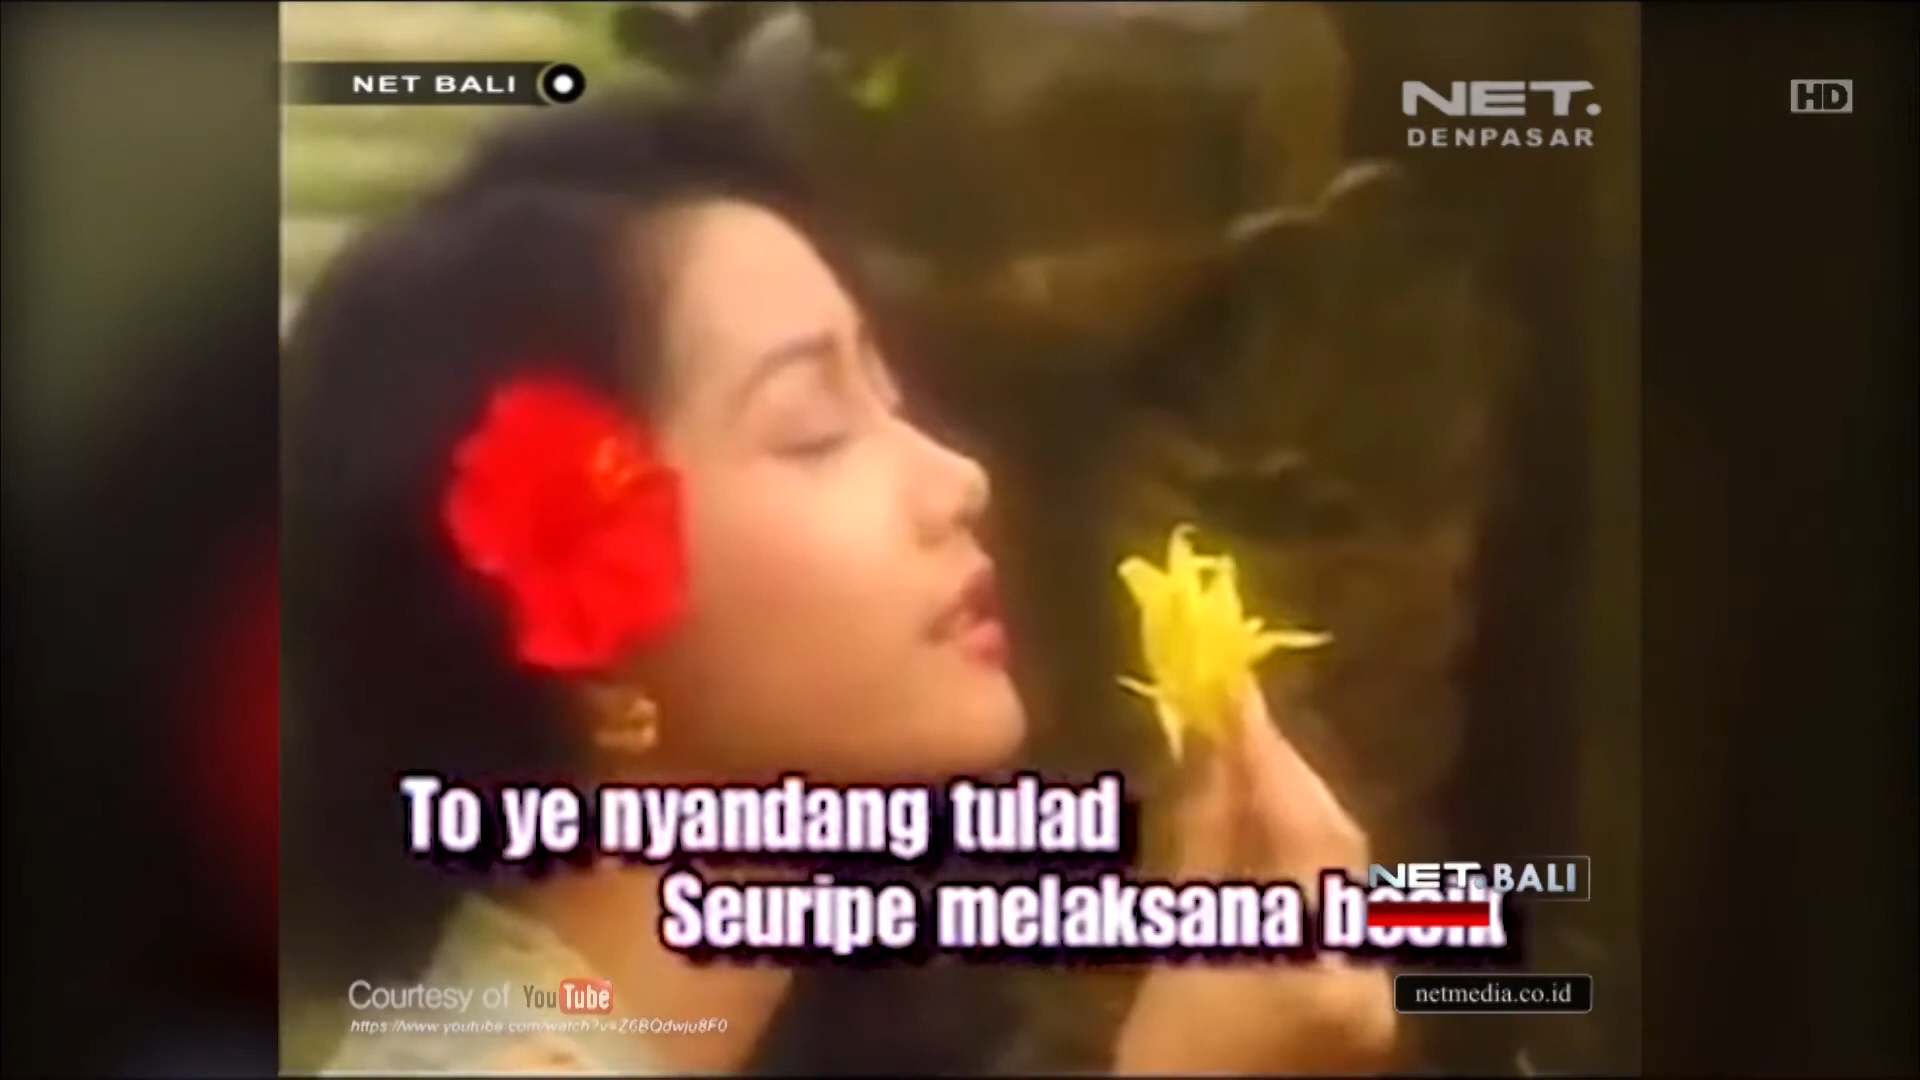 NET BALI
NET.
DENPASAR
HD
To ye nyandang tulad
Seuripe melaksana
NET. BALI
Courtesy of YouTube
netmedia.co.id